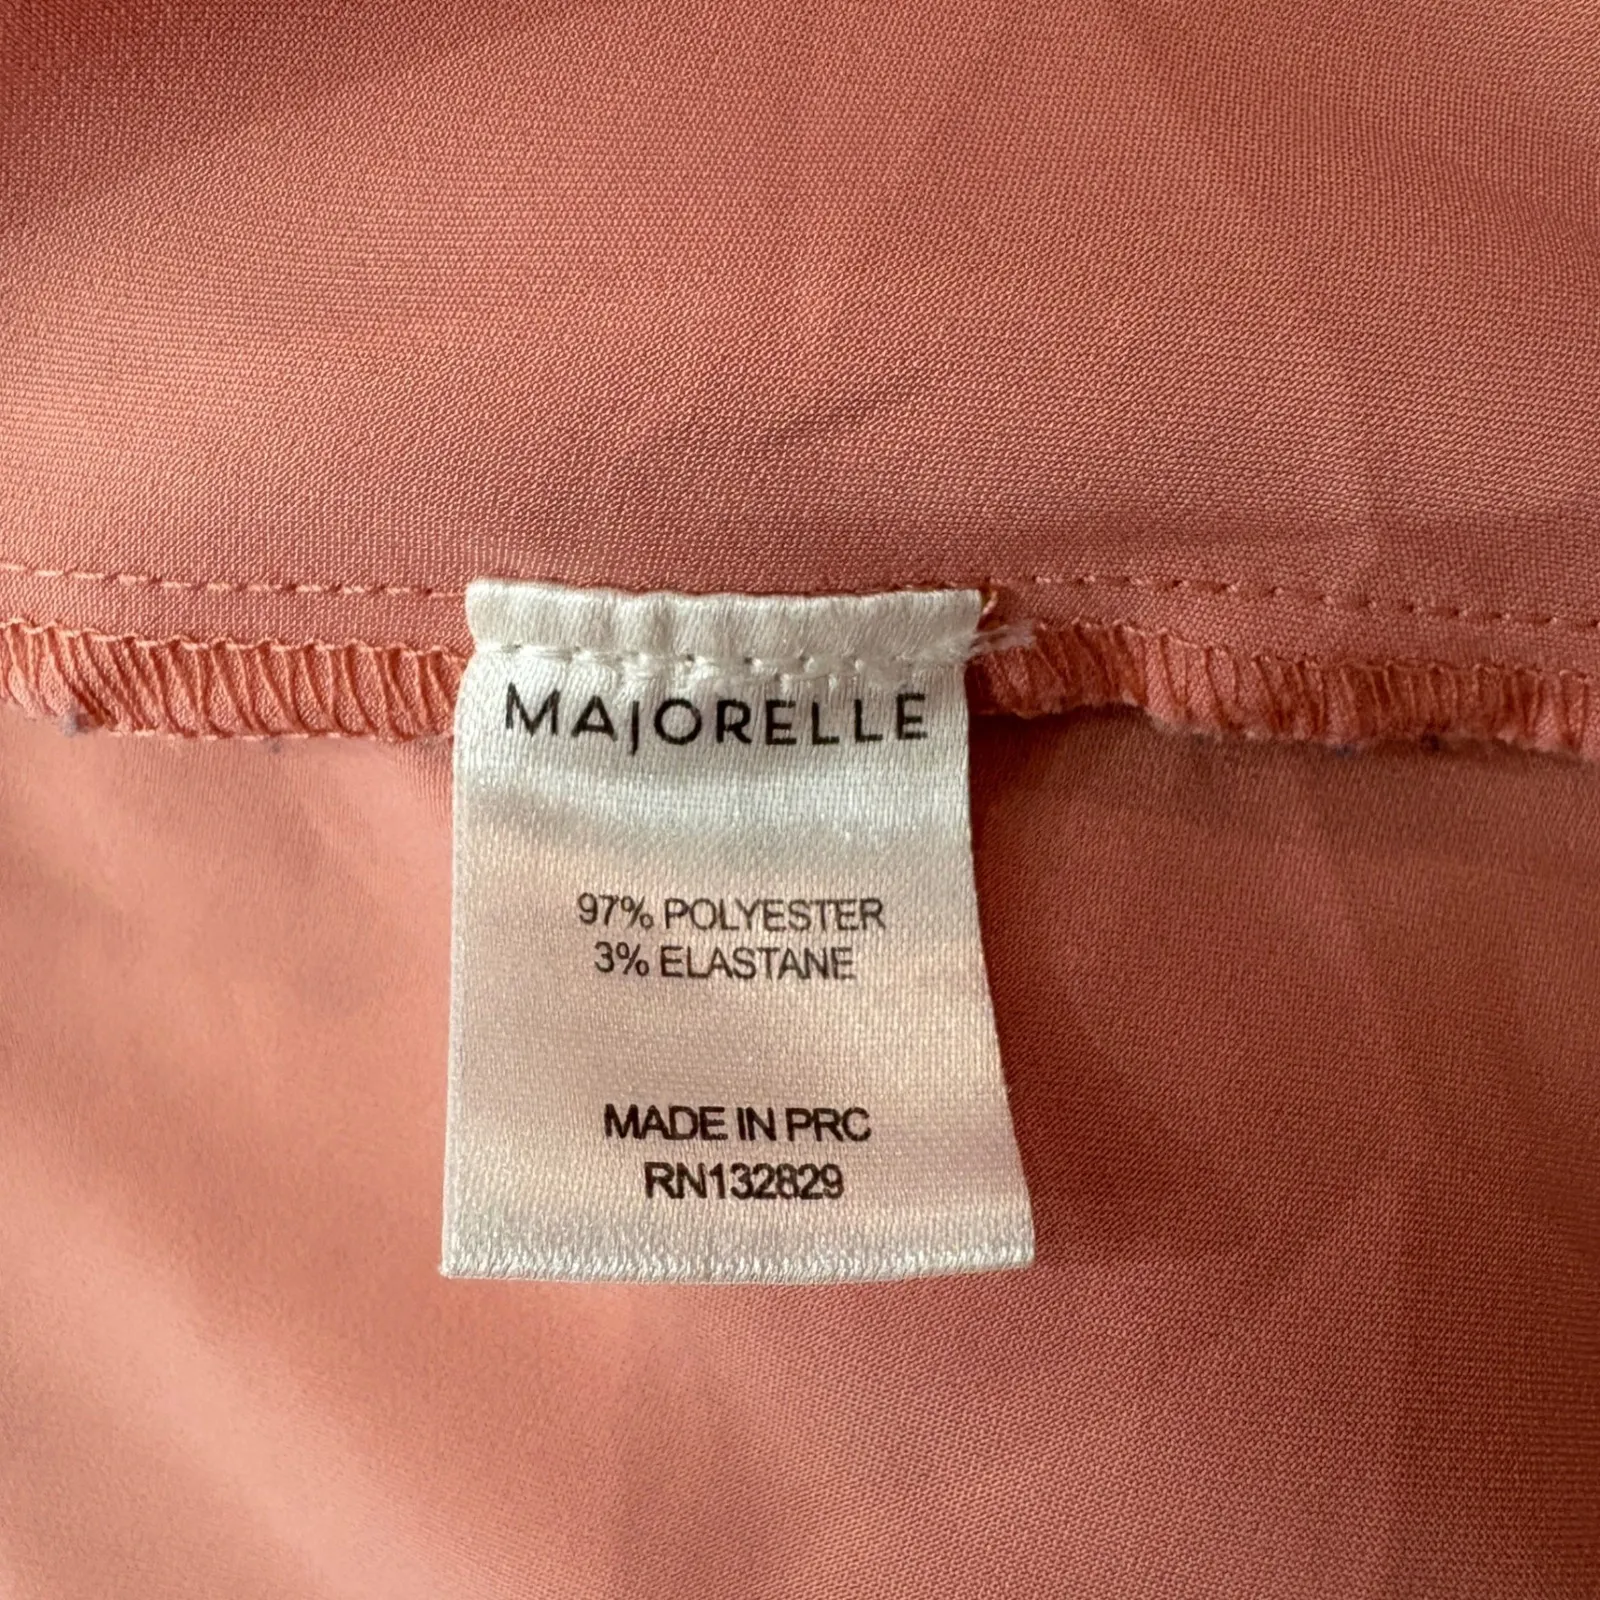 MAJORELLE
97% POLYESTER
3% ELASTANE
MADE IN PRC
RN132829